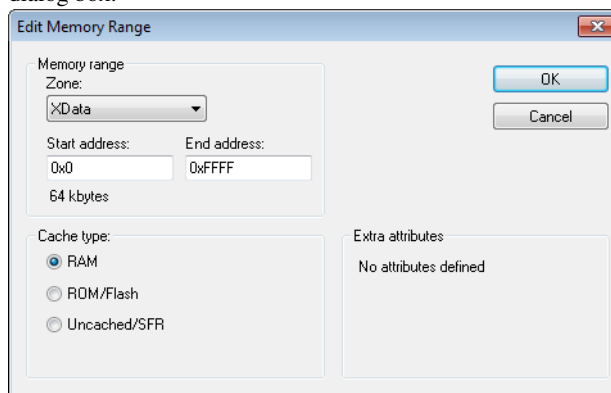 dialog box.
Edit Memory Range
Memory range
Zone:
XData
Start address:
End address:
0x0
0xFFFF
64 kbytes
OK
Cancel
Cache type:
RAM
ROM/Flash
Uncached/SFR
Extra attributes
No attributes defined